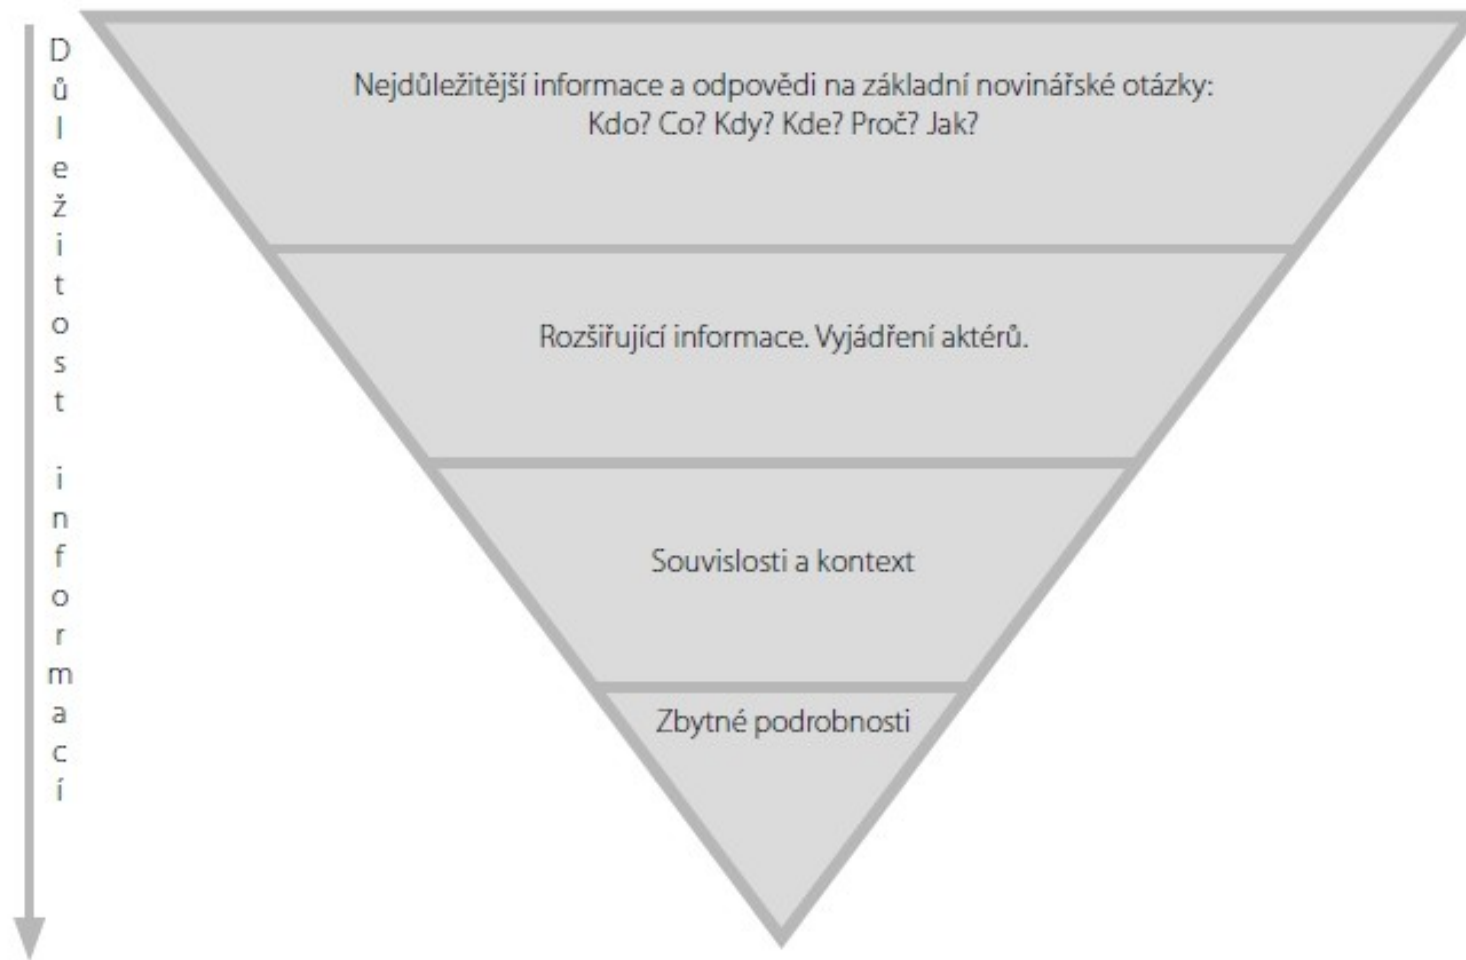 Důležitost informací
Nejdůležitější informace a odpovědi na základní novinářské otázky:
Kdo? Co? Kdy? Kde? Proč? Jak?
Rozšiřující informace. Vyjádření aktérů.
Souvislosti a kontext
Zbytné podrobnosti